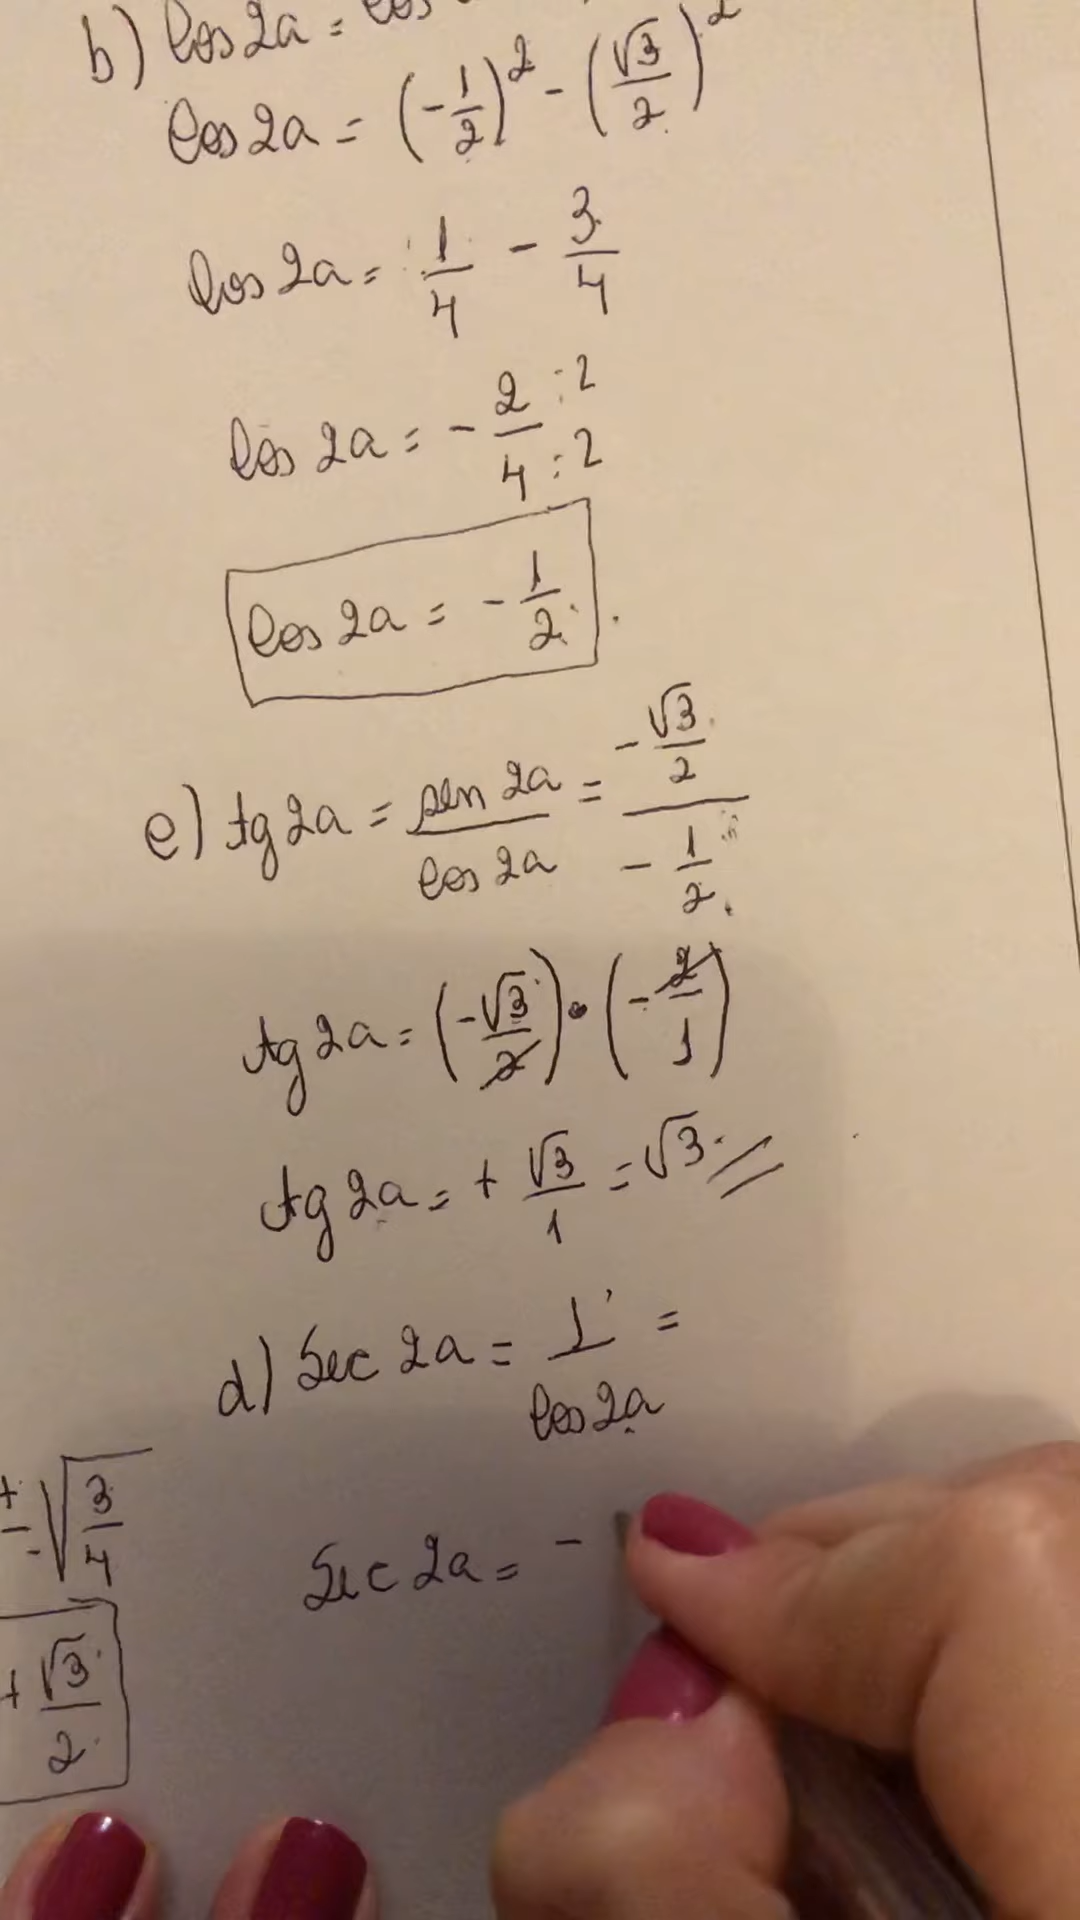 b) cos 2a = cos
cos 2a = (-1/2)² - (√3/2)²
cos 2a = 1/4 - 3/4
cos 2a = - 2/4 :2 :2
cos 2a = - 1/2
c) tg 2a = sen 2a / cos 2a = (-√3/2) / (-1/2)
tg 2a = (-√3/2) · (-2/1)
tg 2a = + √3/1 = √3
d) Sec 2a = 1/cos 2a =
Sec 2a = -
± √(3/4)
+ √3/2